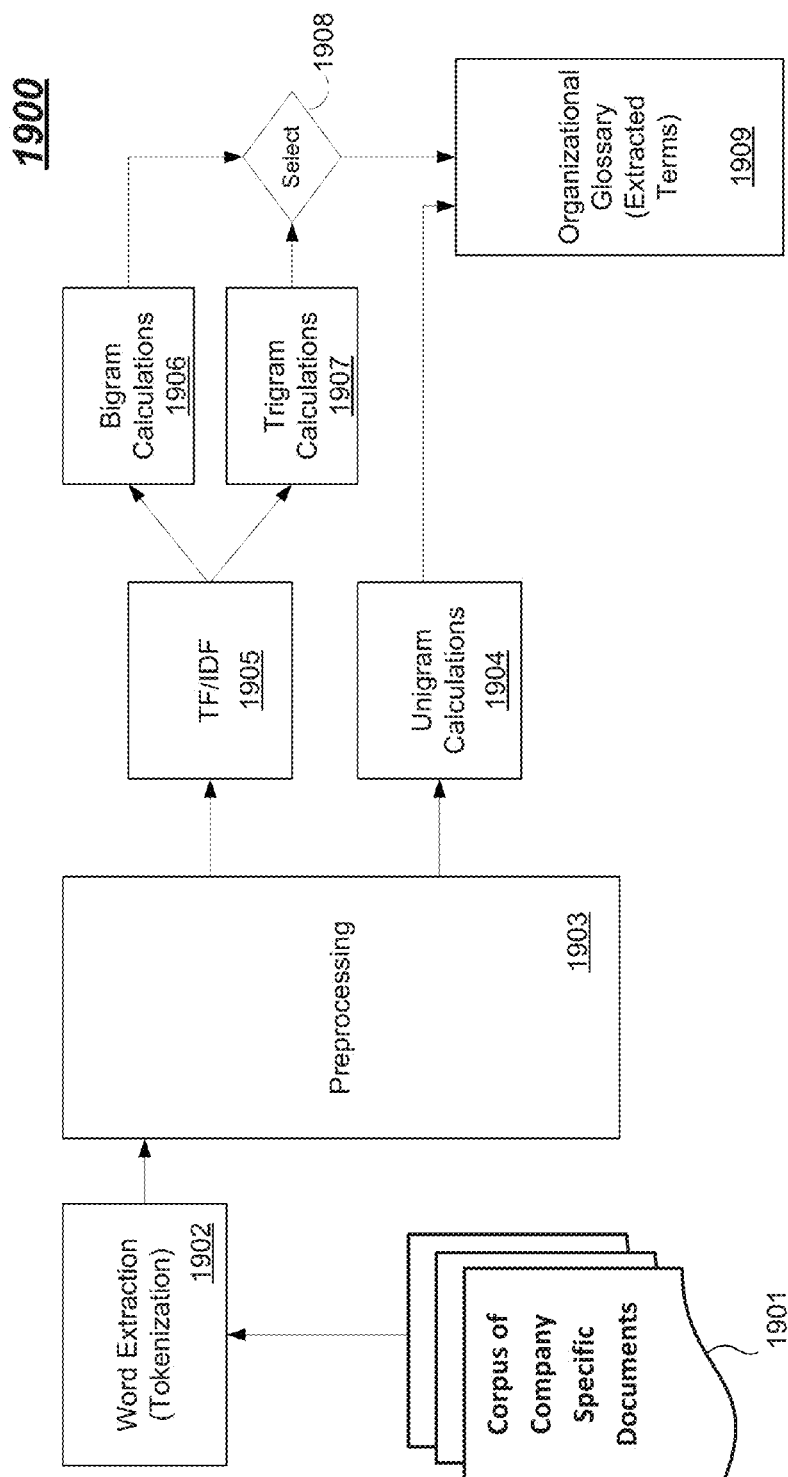 1900
Corpus of
Company
Specific
Documents
1901
Word Extraction
(Tokenization)
1902
Preprocessing
1903
TF/IDF
1905
Unigram
Calculations
1904
Bigram
Calculations
1906
Trigram
Calculations
1907
Select
1908
Organizational
Glossary
(Extracted
Terms)
1909